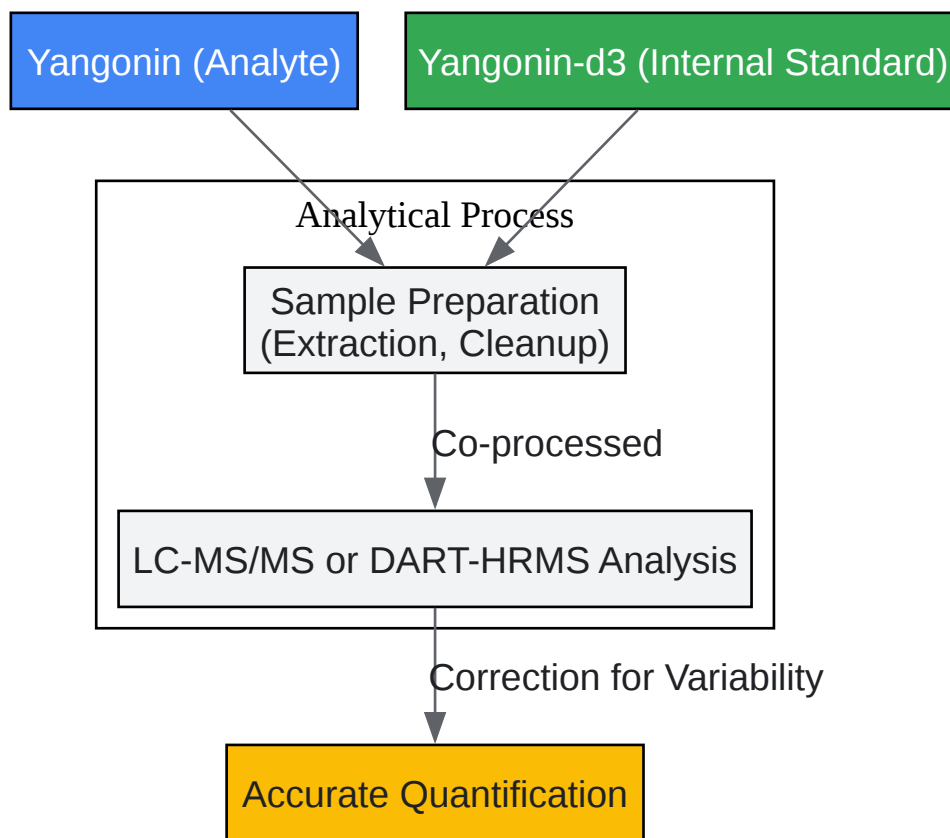 Yangonin (Analyte)
Yangonin-d3 (Internal Standard)
Analytical Process
Sample Preparation
(Extraction, Cleanup)
Co-processed
LC-MS/MS or DART-HRMS Analysis
Correction for Variability
Accurate Quantification